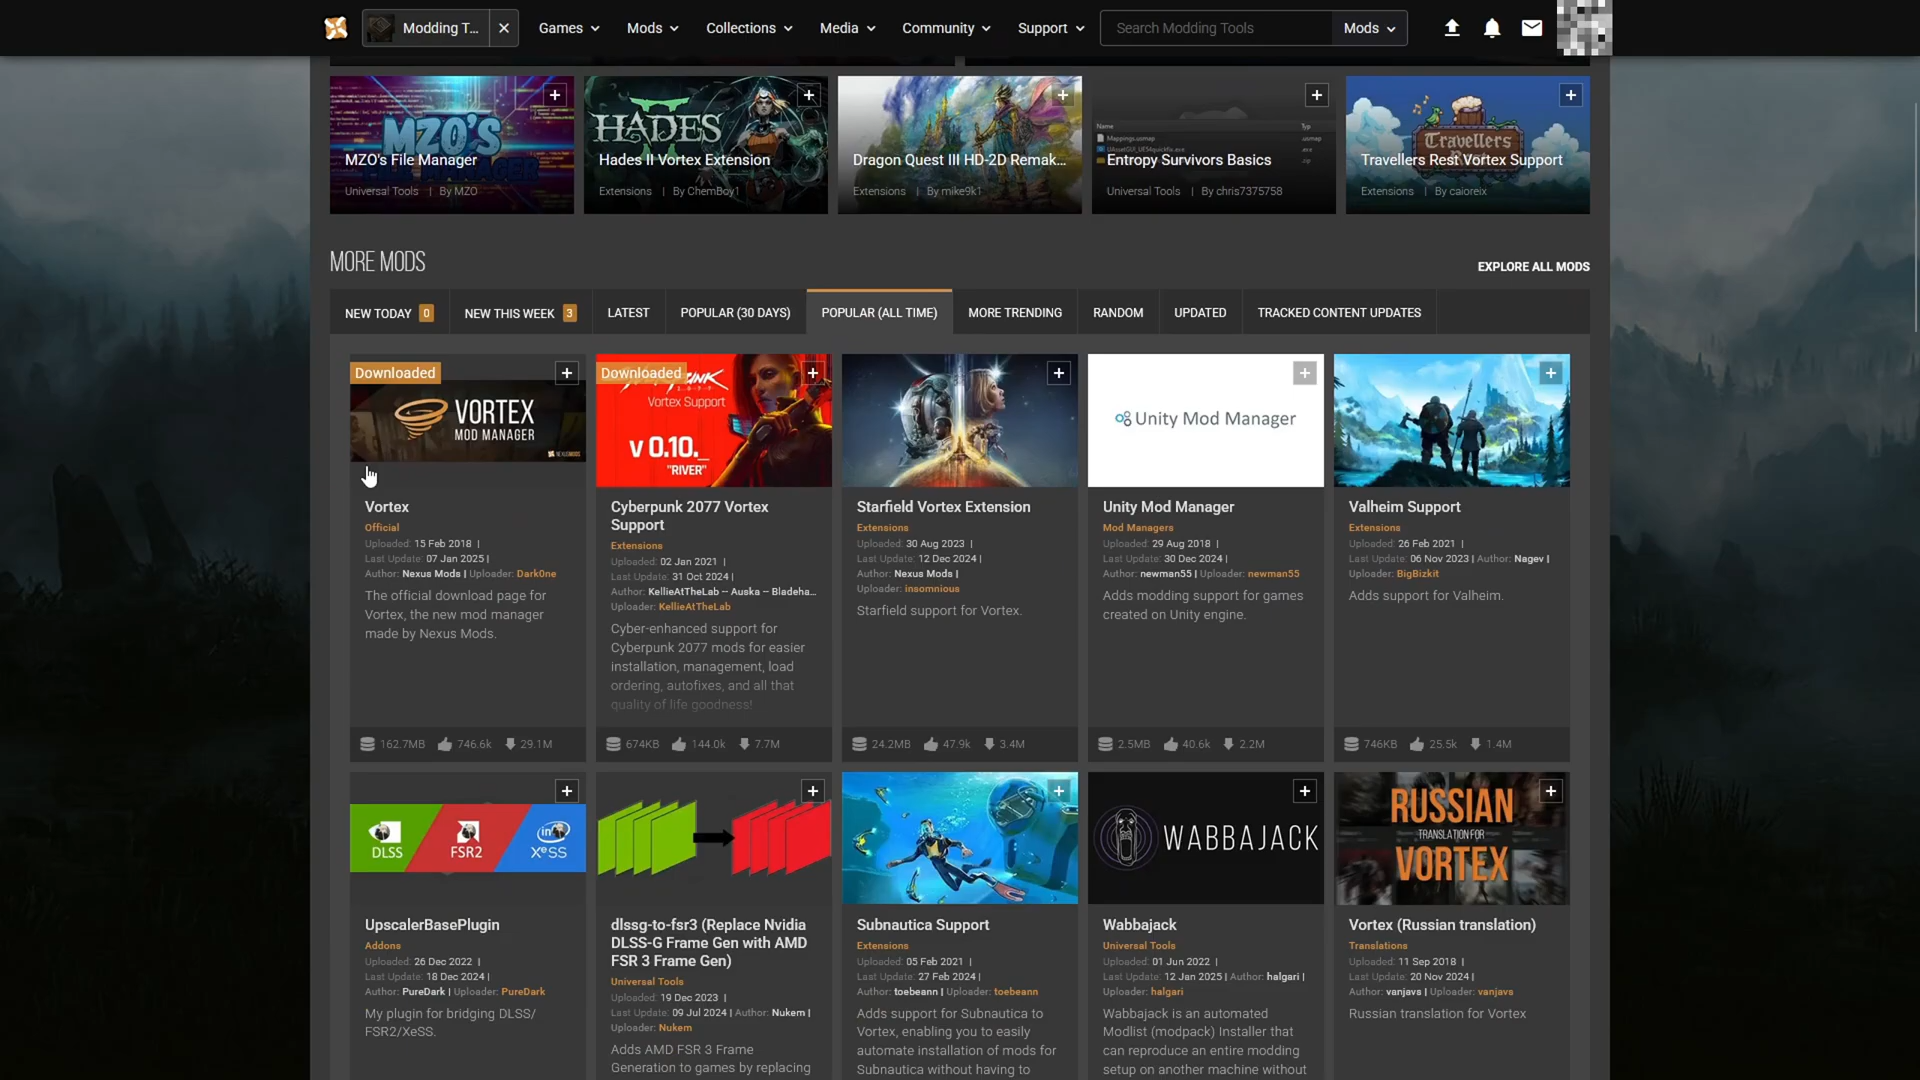 Modding T...
Games
Mods
Collections
Media
Community
Support
Search Modding Tools
Mods
MZO'S
MZO's File Manager
Universal Tools | By MZO
HADES II
Hades II Vortex Extension
Extensions | By ChemBoy1
Dragon Quest III HD-2D Remak...
Extensions | By mike9k1
Name Typ
Mappings.usmap
Entropy Survivors Basics
Universal Tools | By chris7375758
Travellers
Travellers Rest Vortex Support
Extensions | By caioreix
MORE MODS
EXPLORE ALL MODS
NEW TODAY 0
NEW THIS WEEK 3
LATEST
POPULAR (30 DAYS)
POPULAR (ALL TIME)
MORE TRENDING
RANDOM
UPDATED
TRACKED CONTENT UPDATES
Downloaded
VORTEX
MOD MANAGER
NEXUSMODS
Vortex
Official
Uploaded: 15 Feb 2018 |
Last Update: 07 Jan 2025 |
Author: Nexus Mods | Uploader: Dark0ne
The official download page for
Vortex, the new mod manager
made by Nexus Mods.
162.7MB 746.6k 29.1M
Downloaded
Vortex Support
v 0.10._
"RIVER"
Cyberpunk 2077 Vortex
Support
Extensions
Uploaded: 02 Jan 2021 |
Last Update: 31 Oct 2024 |
Author: KellieAtTheLab -- Auska -- Bladeha...
Uploader: KellieAtTheLab
Cyber-enhanced support for
Cyberpunk 2077 mods for easier
installation, management, load
ordering, autofixes, and all that
quality of life goodness!
674KB 144.0k 7.7M
Starfield Vortex Extension
Extensions
Uploaded: 30 Aug 2023 |
Last Update: 12 Dec 2024 |
Author: Nexus Mods |
Uploader: insomnious
Starfield support for Vortex.
24.2MB 47.9k 3.4M
Unity Mod Manager
Unity Mod Manager
Mod Managers
Uploaded: 29 Aug 2018 |
Last Update: 30 Dec 2024 |
Author: newman55 | Uploader: newman55
Adds modding support for games
created on Unity engine.
2.5MB 40.6k 2.2M
Valheim Support
Extensions
Uploaded: 26 Feb 2021 |
Last Update: 06 Nov 2023 | Author: Nagev |
Uploader: BigBizkit
Adds support for Valheim.
746KB 25.5k 1.4M
DLSS
FSR2
XeSS
UpscalerBasePlugin
Addons
Uploaded: 26 Dec 2022 |
Last Update: 18 Dec 2024 |
Author: PureDark | Uploader: PureDark
My plugin for bridging DLSS/
FSR2/XeSS.
dlssg-to-fsr3 (Replace Nvidia
DLSS-G Frame Gen with AMD
FSR 3 Frame Gen)
Universal Tools
Uploaded: 19 Dec 2023 |
Last Update: 09 Jul 2024 | Author: Nukem |
Uploader: Nukem
Adds AMD FSR 3 Frame
Generation to games by replacing
Subnautica Support
Extensions
Uploaded: 05 Feb 2021 |
Last Update: 27 Feb 2024 |
Author: toebeann | Uploader: toebeann
Adds support for Subnautica to
Vortex, enabling you to easily
automate installation of mods for
Subnautica without having to
WABBAJACK
Wabbajack
Universal Tools
Uploaded: 01 Jun 2022 |
Last Update: 12 Jan 2025 | Author: halgari |
Uploader: halgari
Wabbajack is an automated
Modlist (modpack) Installer that
can reproduce an entire modding
setup on another machine without
RUSSIAN
TRANSLATION FOR
VORTEX
Vortex (Russian translation)
Translations
Uploaded: 11 Sep 2018 |
Last Update: 20 Nov 2024 |
Author: vanjavs | Uploader: vanjavs
Russian translation for Vortex